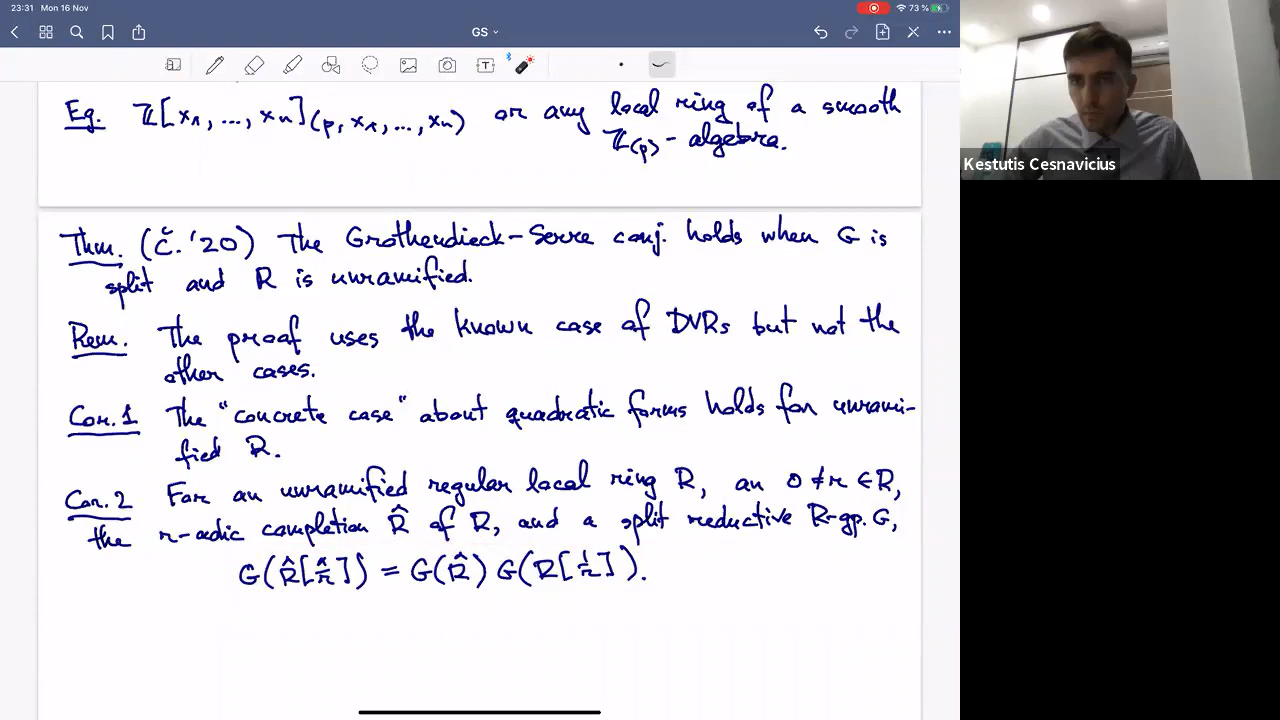 23:31 Mon 16 Nov
73 %
GS
Eg. ℤ[x₁, ..., xₙ]₍p, x₁, ..., xₙ₎ or any local ring of a smooth
ℤ₍p₎ - algebra.
Thm. (Č. '20) The Grothendieck–Serre conj. holds when G is
split and R is unramified.
Rem. The proof uses the known case of DVRs but not the
other cases.
Cor. 1 The "concrete case" about quadratic forms holds for unrami-
fied R.
Cor. 2 For an unramified regular local ring R, an 0 ≠ r ∈ R,
the r-adic completion R̂ of R, and a split reductive R-gp. G,
G(R̂[1/r]) = G(R̂) G(R[1/r]).
Kestutis Cesnavicius